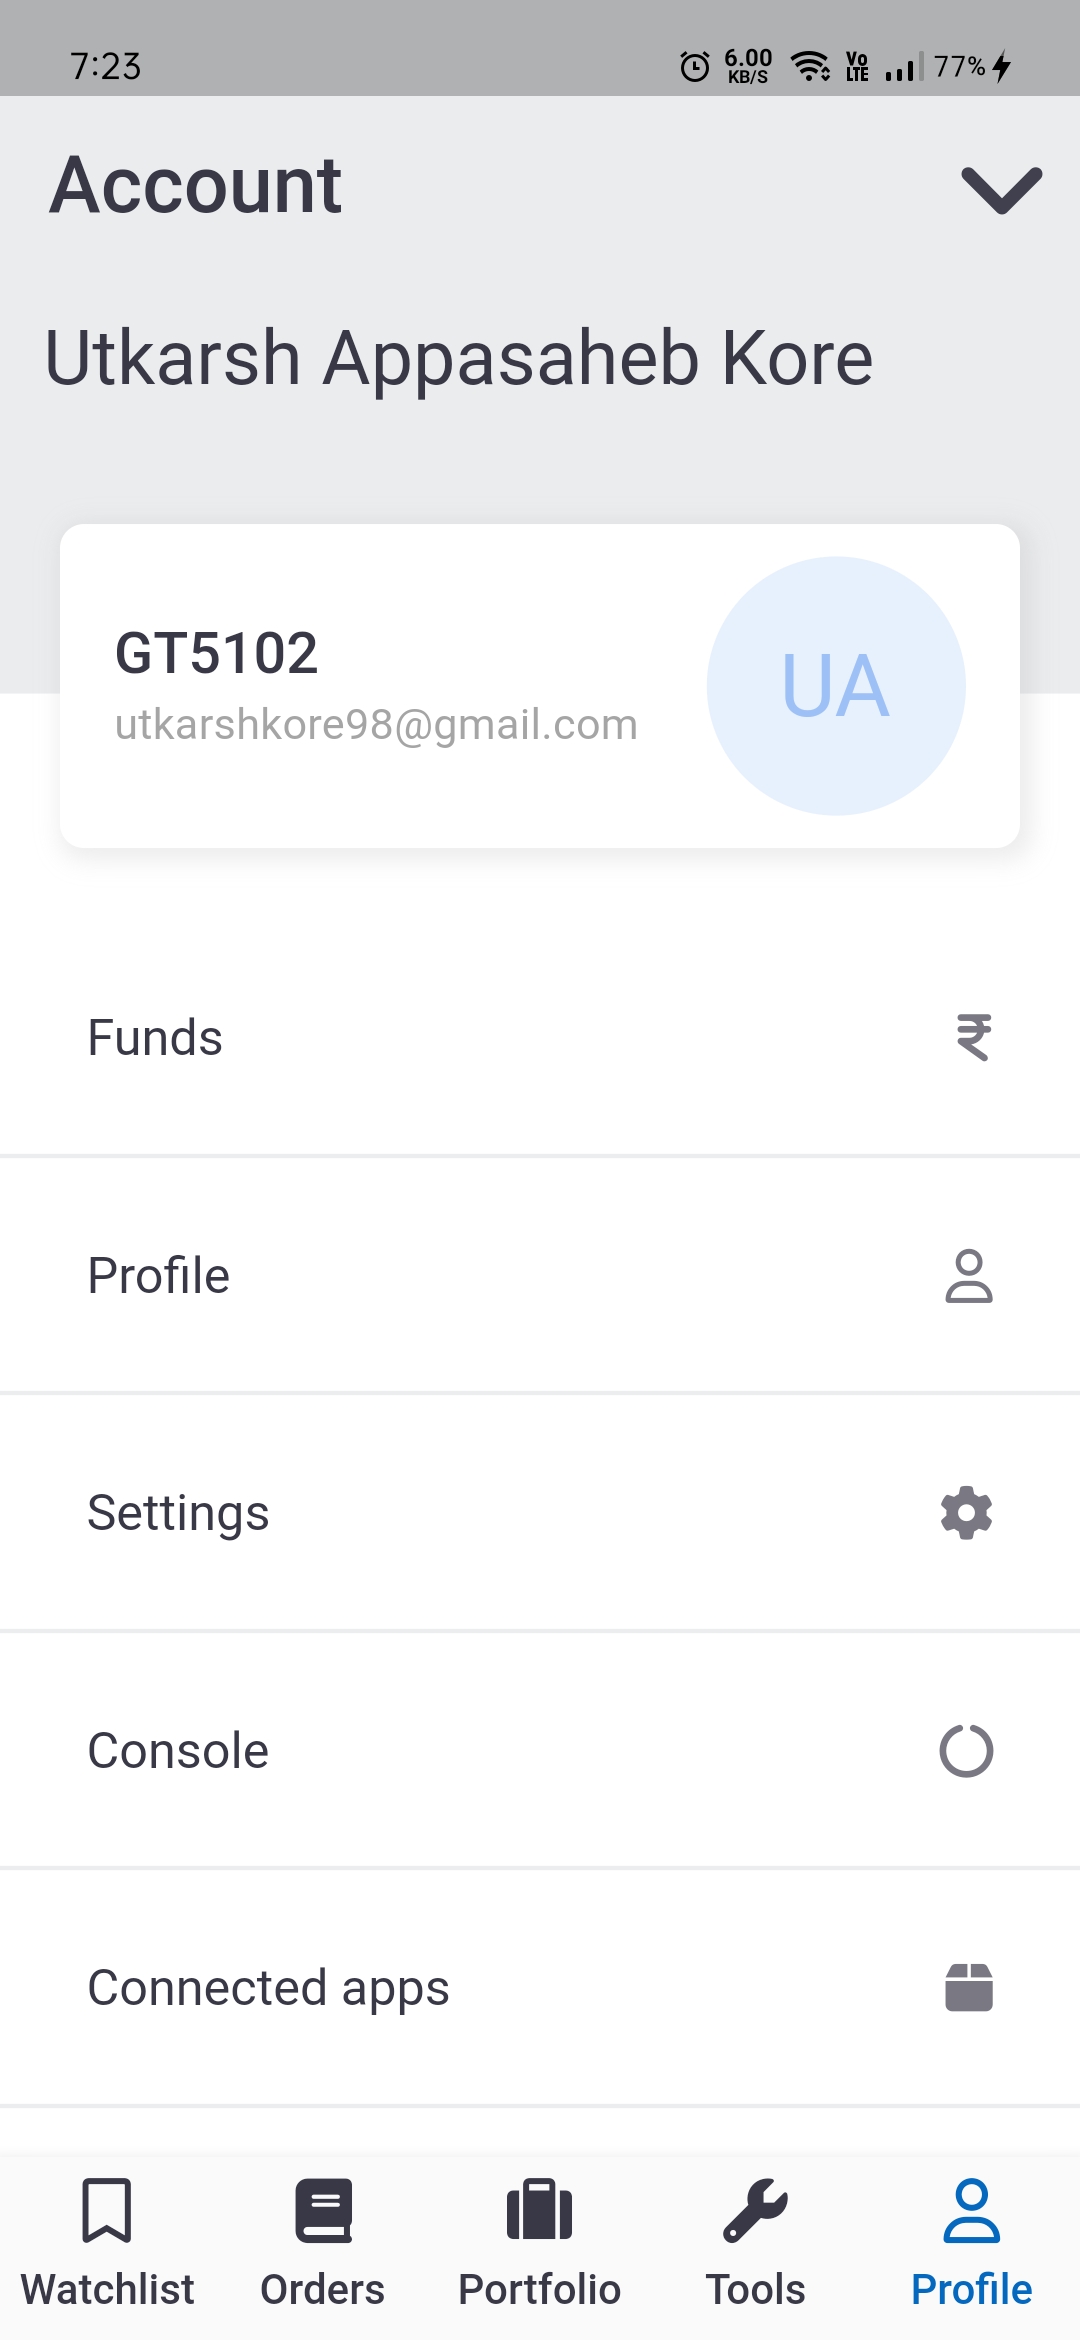 7:23 6.00 KB/S Vo LTE 77%
Account
Utkarsh Appasaheb Kore
GT5102
utkarshkore98@gmail.com
UA
Funds
Profile
Settings
Console
Connected apps
Watchlist Orders Portfolio Tools Profile